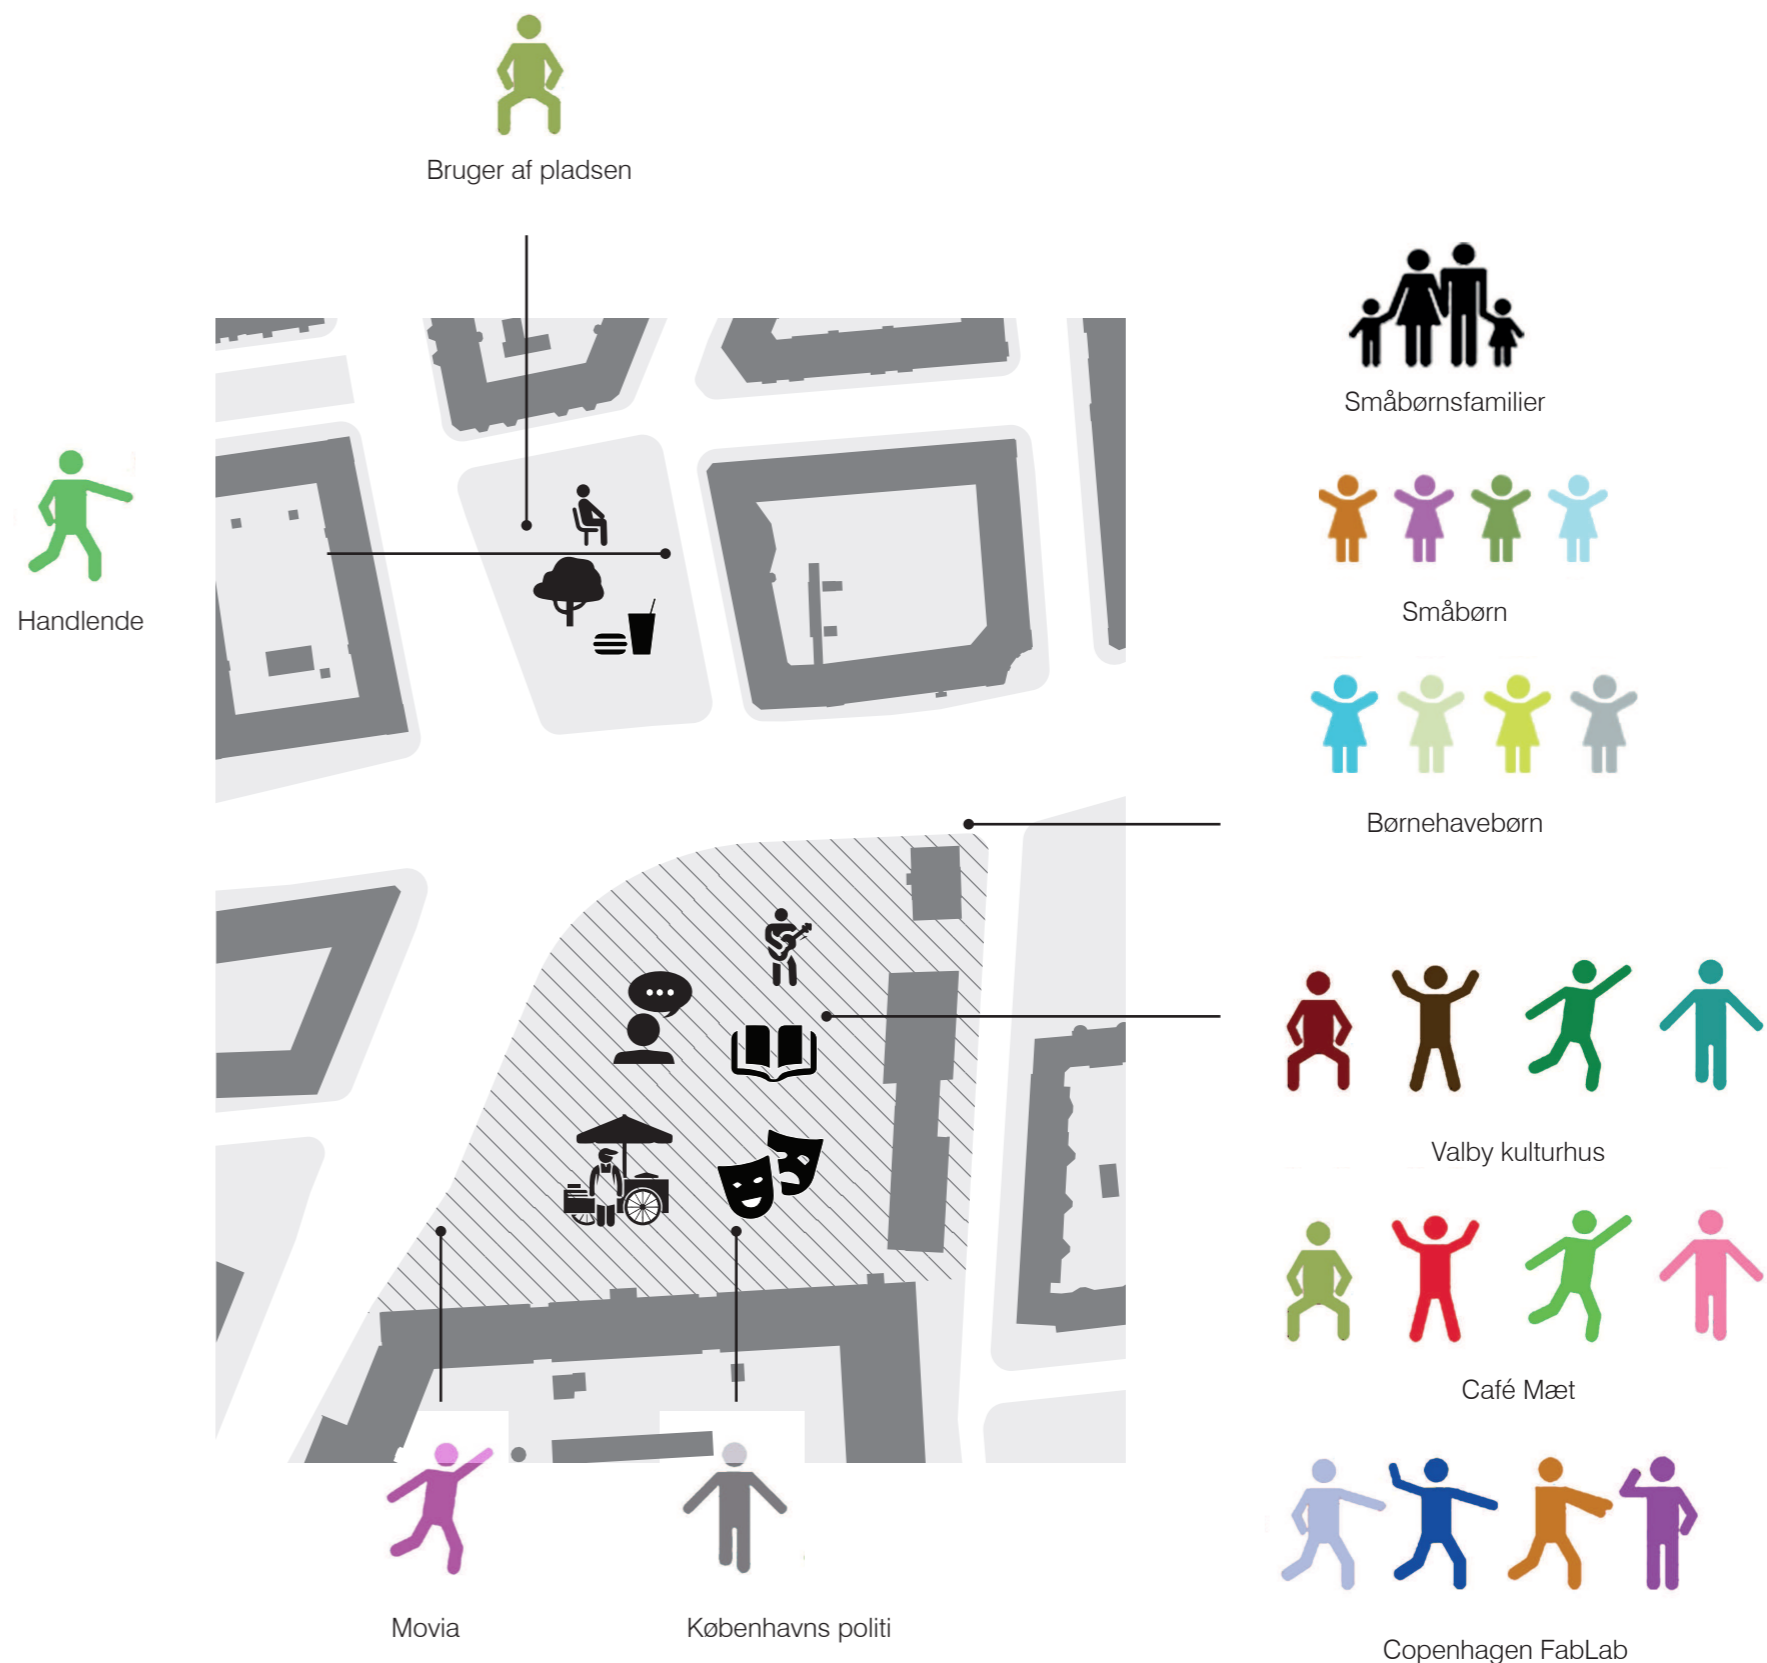 Bruger af pladsen
Småbørnsfamilier
Handlende
Småbørn
Børnehavebørn
Valby kulturhus
Café Mæt
Movia
Københavns politi
Copenhagen FabLab